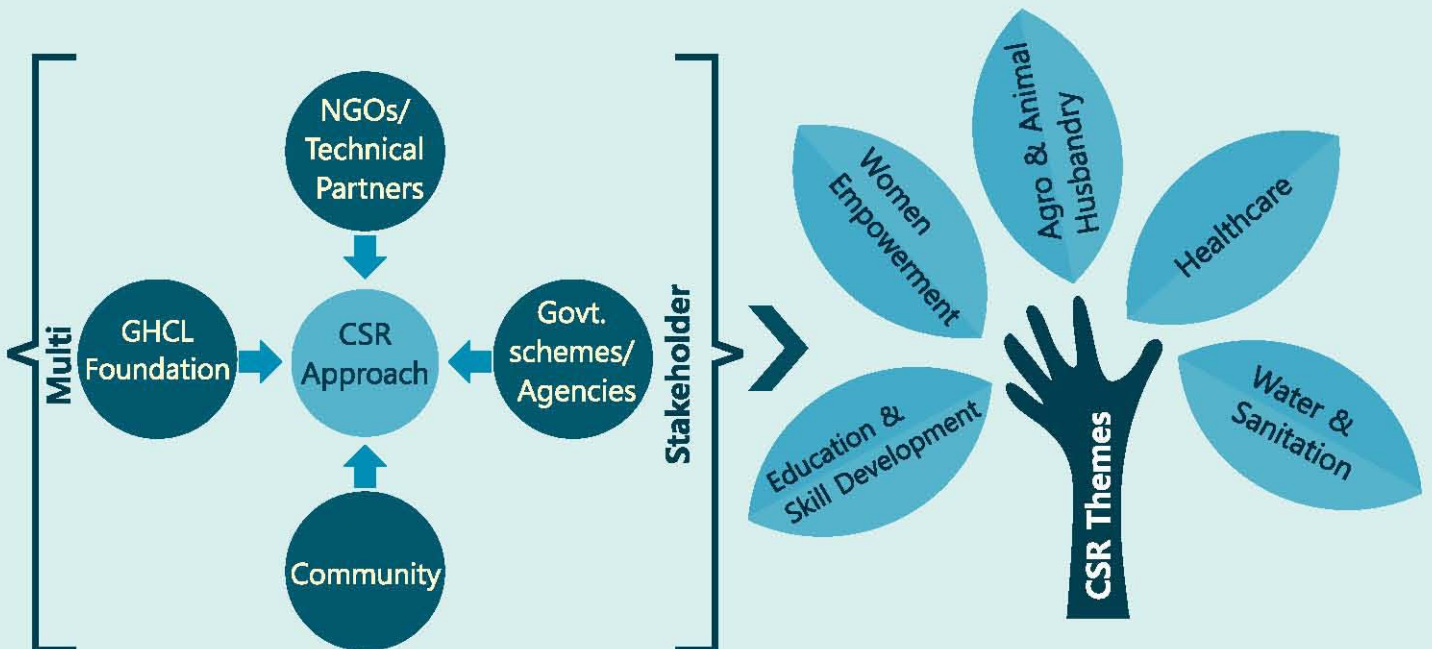 Multi
NGOs/
Technical
Partners
GHCL
Foundation
CSR
Approach
Govt.
schemes/
Agencies
Community
Stakeholder
Education &
Skill Development
Women
Empowerment
Agro & Animal
Husbandry
Healthcare
Water &
Sanitation
CSR Themes